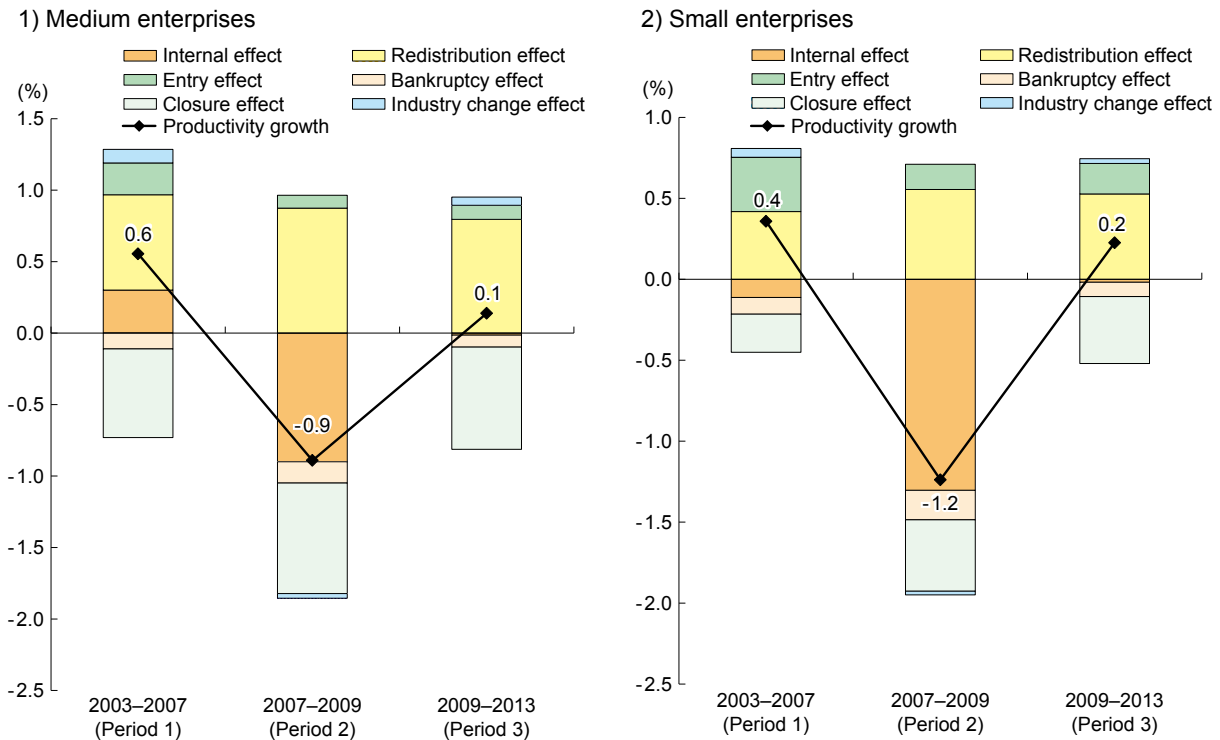 1) Medium enterprises
Internal effect
Redistribution effect
Entry effect
Bankruptcy effect
(%)
Closure effect
Industry change effect
Productivity growth
1.5
1.0
0.5
0.0
-0.5
-1.0
-1.5
-2.0
-2.5
0.6
-0.9
0.1
2003–2007
(Period 1)
2007–2009
(Period 2)
2009–2013
(Period 3)
2) Small enterprises
Internal effect
Redistribution effect
Entry effect
Bankruptcy effect
(%)
Closure effect
Industry change effect
Productivity growth
1.0
0.5
0.0
-0.5
-1.0
-1.5
-2.0
-2.5
0.4
-1.2
0.2
2003–2007
(Period 1)
2007–2009
(Period 2)
2009–2013
(Period 3)